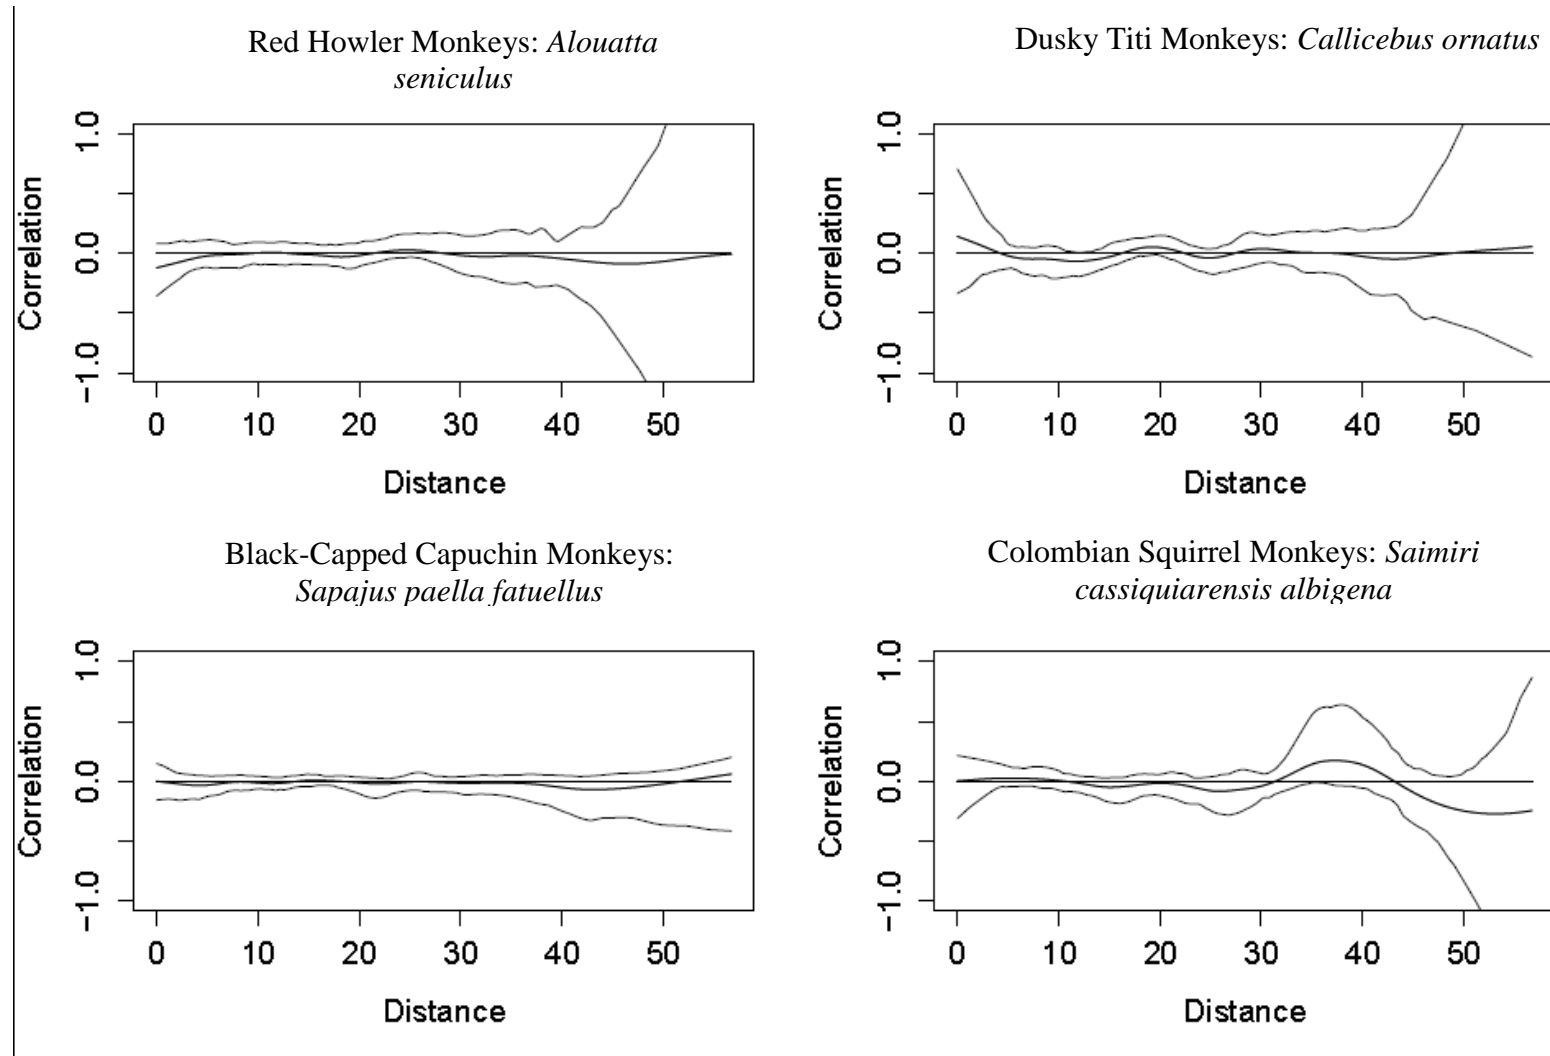 Red Howler Monkeys: Alouatta
seniculus
1.0
0.0
-1.0
Correlation
0 10 20 30 40 50
Distance
Dusky Titi Monkeys: Callicebus ornatus
1.0
0.0
-1.0
Correlation
0 10 20 30 40 50
Distance
Black-Capped Capuchin Monkeys:
Sapajus paella fatuellus
1.0
0.0
-1.0
Correlation
0 10 20 30 40 50
Distance
Colombian Squirrel Monkeys: Saimiri
cassiquiarensis albigena
1.0
0.0
-1.0
Correlation
0 10 20 30 40 50
Distance